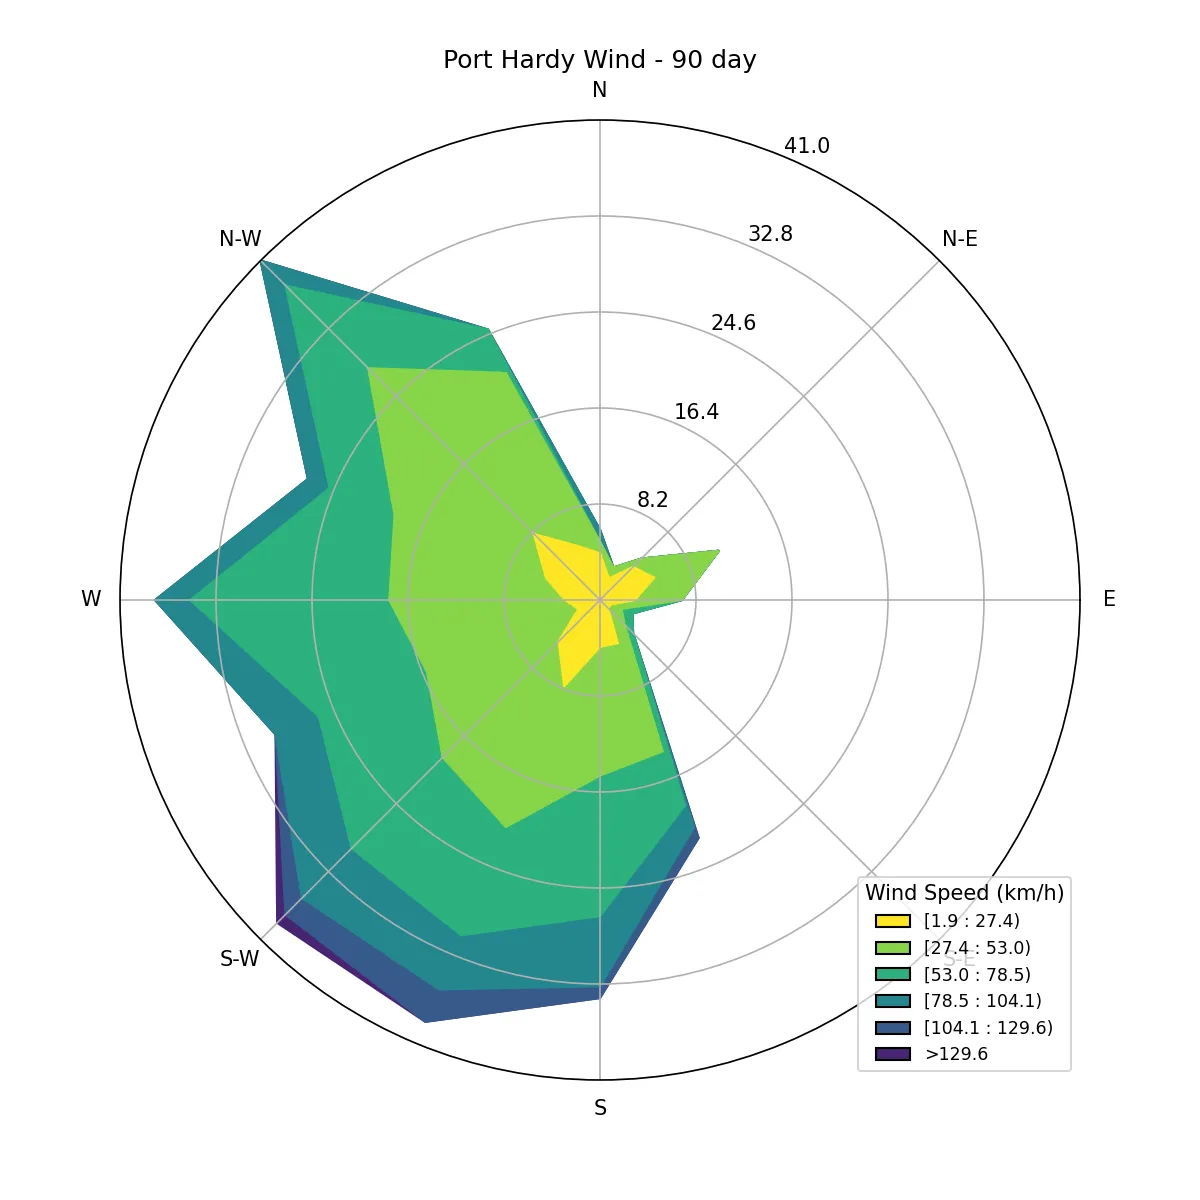 Port Hardy Wind - 90 day
N
41.0
32.8
N-W
N-E
24.6
16.4
8.2
W
E
Wind Speed (km/h)
[1.9 : 27.4)
[27.4 : 53.0)
S-W
S-E
[53.0 : 78.5)
[78.5 : 104.1)
[104.1 : 129.6)
>129.6
S